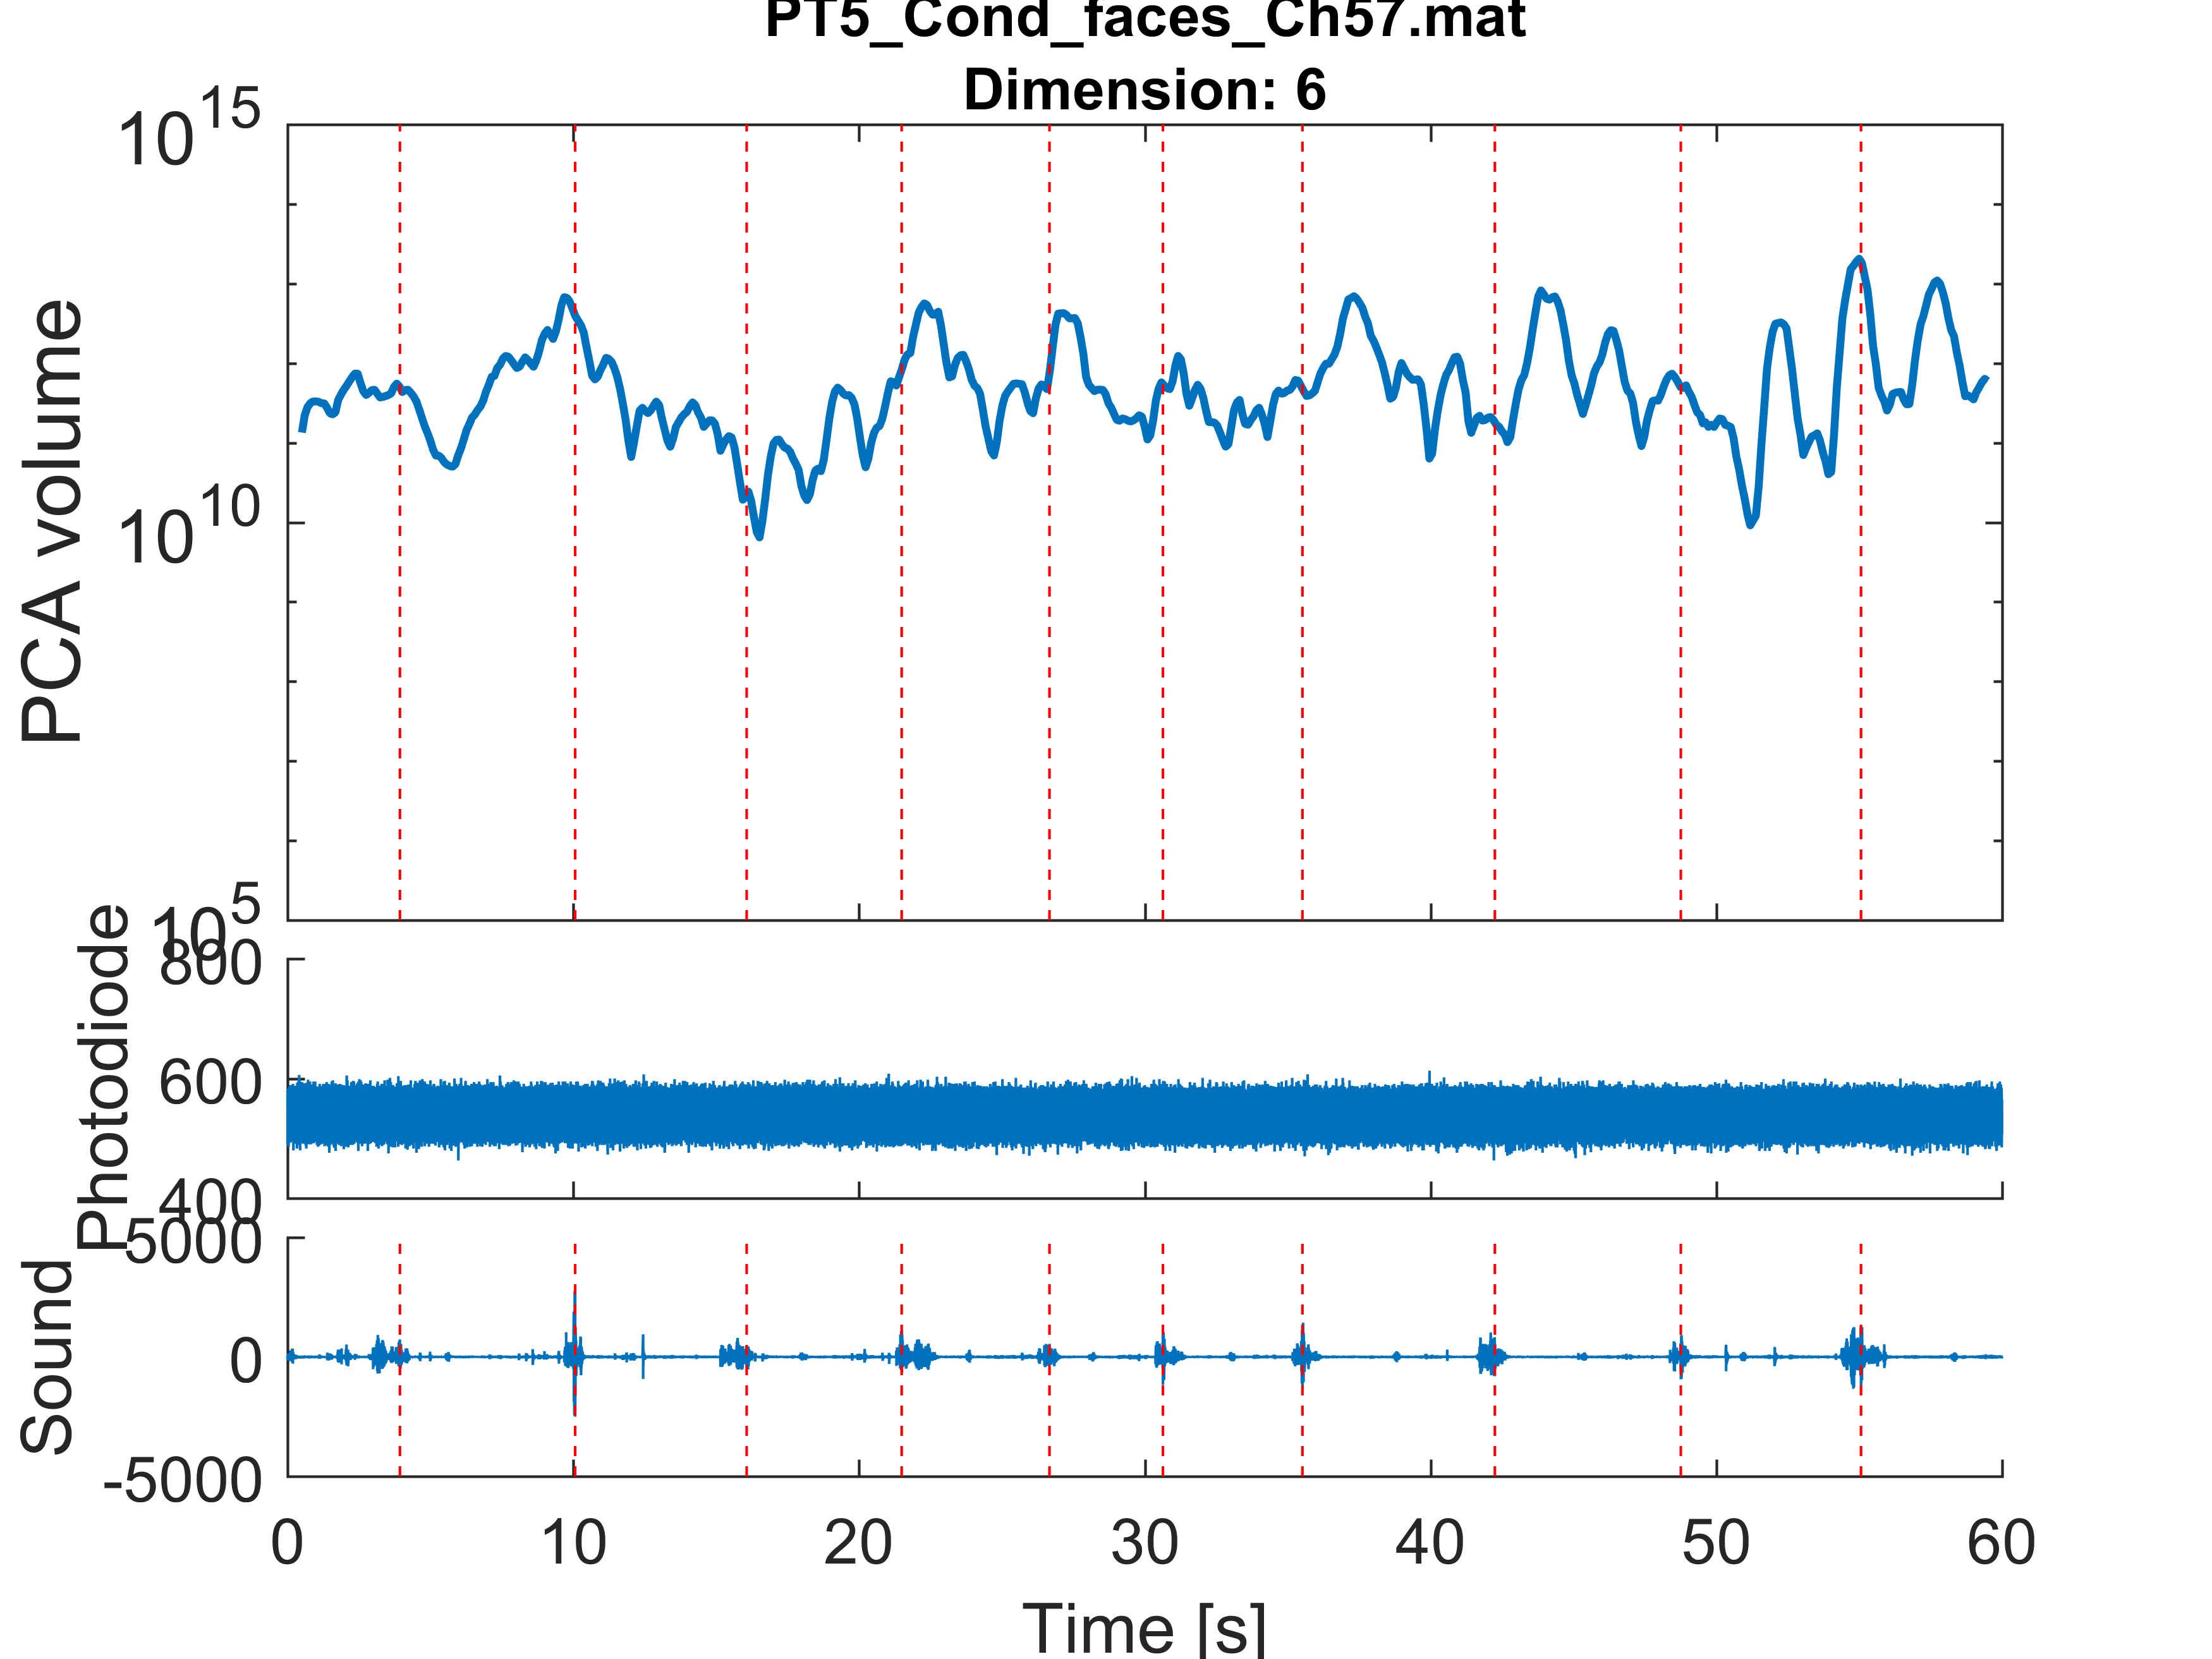 PT5_Cond_faces_Ch57.mat
Dimension: 6
10^15
10^10
10^5
PCA volume
800
600
400
Photodiode
5000
0
-5000
Sound
0 10 20 30 40 50 60
Time [s]